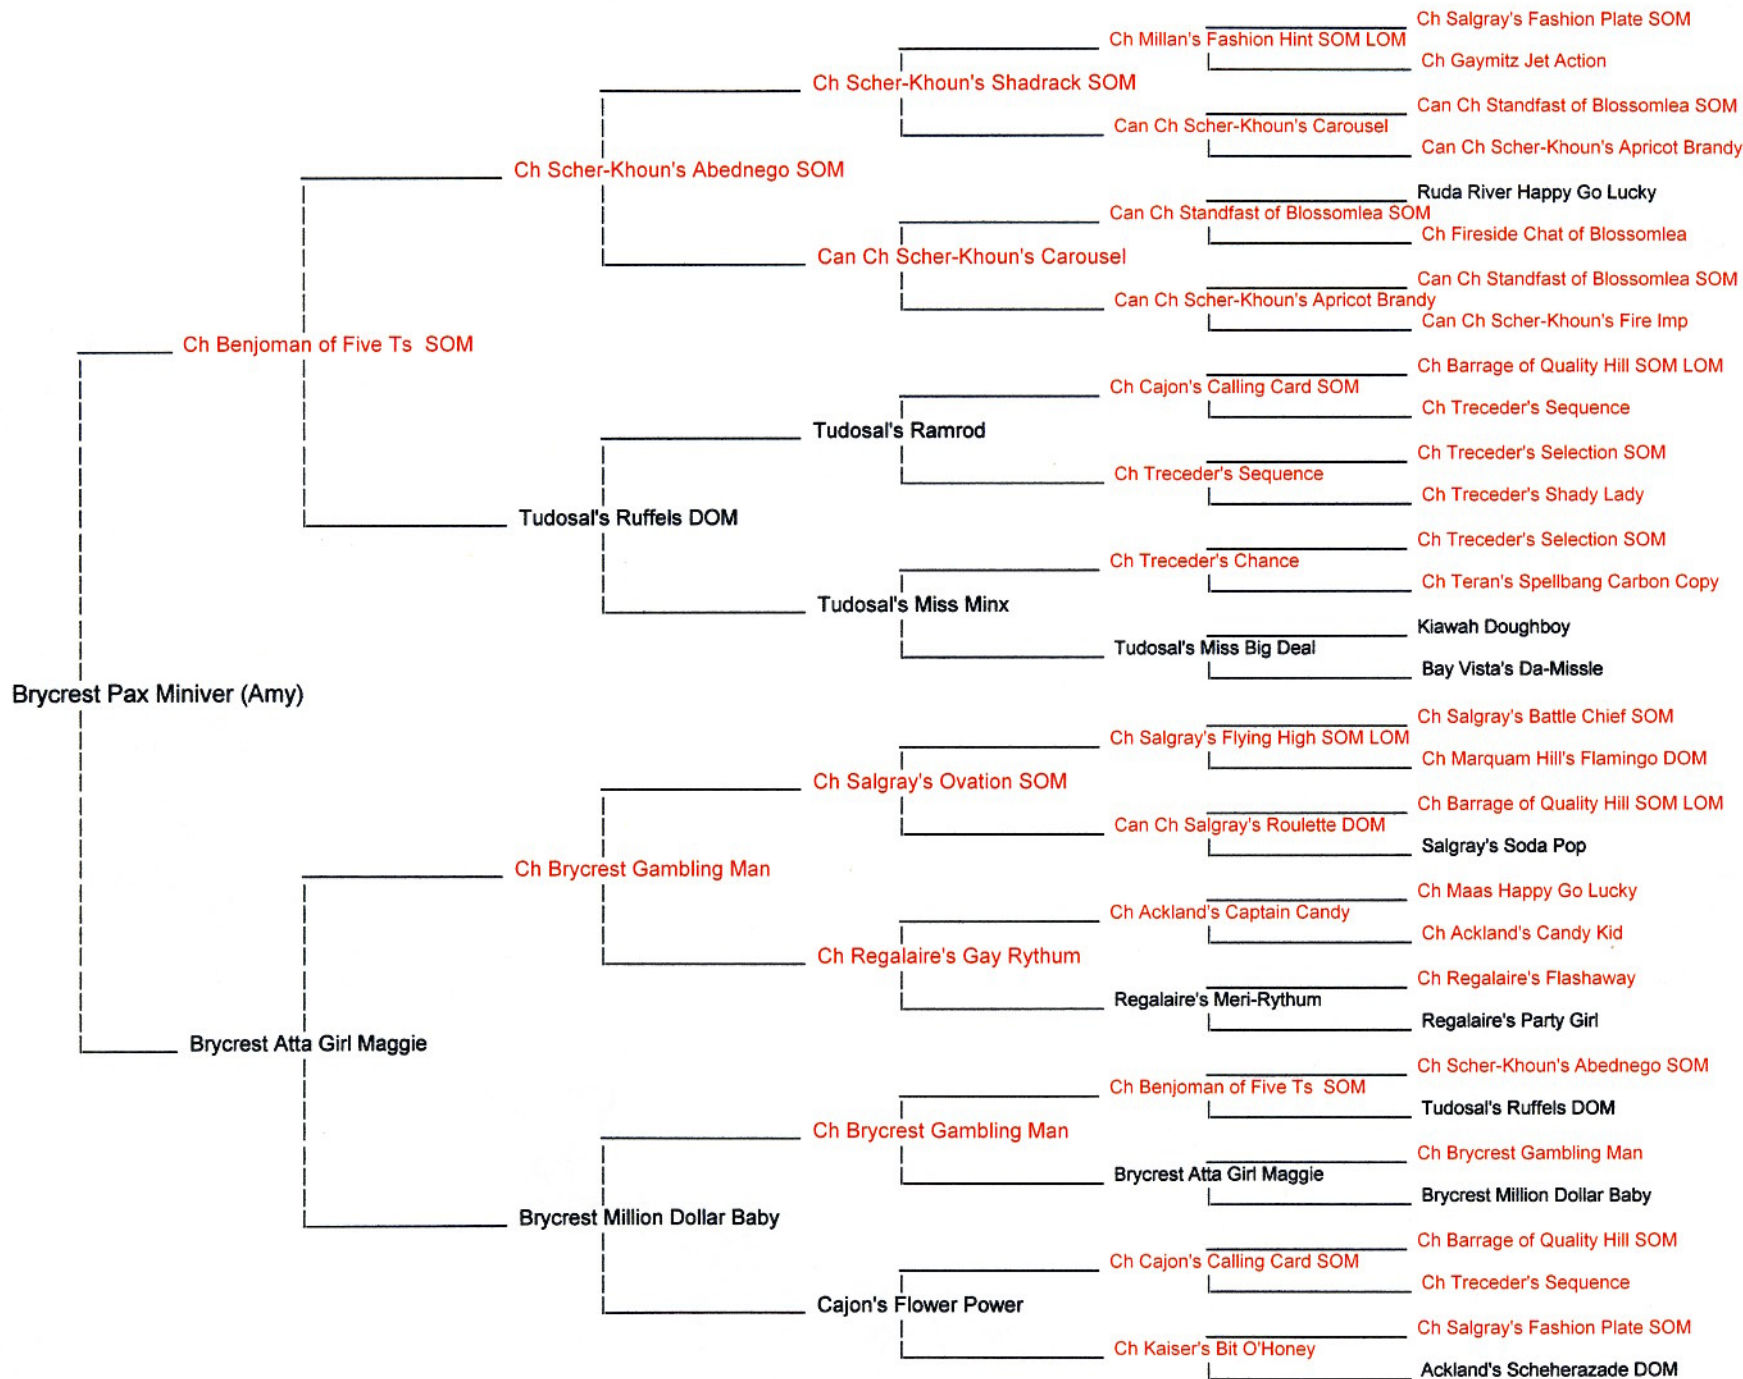 Ch Salgray's Fashion Plate SOM
Ch Millan's Fashion Hint SOM LOM
Ch Gaymitz Jet Action
Ch Scher-Khoun's Shadrack SOM
Can Ch Standfast of Blossomlea SOM
Can Ch Scher-Khoun's Carousel
Can Ch Scher-Khoun's Apricot Brandy
Ch Scher-Khoun's Abednego SOM
Ruda River Happy Go Lucky
Can Ch Standfast of Blossomlea SOM
Ch Fireside Chat of Blossomlea
Can Ch Scher-Khoun's Carousel
Can Ch Standfast of Blossomlea SOM
Can Ch Scher-Khoun's Apricot Brandy
Can Ch Scher-Khoun's Fire Imp
Ch Benjoman of Five Ts SOM
Ch Barrage of Quality Hill SOM LOM
Ch Cajon's Calling Card SOM
Ch Treceder's Sequence
Tudosal's Ramrod
Ch Treceder's Selection SOM
Ch Treceder's Sequence
Ch Treceder's Shady Lady
Tudosal's Ruffels DOM
Ch Treceder's Selection SOM
Ch Treceder's Chance
Ch Teran's Spellbang Carbon Copy
Tudosal's Miss Minx
Kiawah Doughboy
Tudosal's Miss Big Deal
Bay Vista's Da-Missle
Brycrest Pax Miniver (Amy)
Ch Salgray's Battle Chief SOM
Ch Salgray's Flying High SOM LOM
Ch Marquam Hill's Flamingo DOM
Ch Salgray's Ovation SOM
Ch Barrage of Quality Hill SOM LOM
Can Ch Salgray's Roulette DOM
Salgray's Soda Pop
Ch Brycrest Gambling Man
Ch Maas Happy Go Lucky
Ch Ackland's Captain Candy
Ch Ackland's Candy Kid
Ch Regalaire's Gay Rythum
Ch Regalaire's Flashaway
Regalaire's Meri-Rythum
Regalaire's Party Girl
Brycrest Atta Girl Maggie
Ch Scher-Khoun's Abednego SOM
Ch Benjoman of Five Ts SOM
Tudosal's Ruffels DOM
Ch Brycrest Gambling Man
Ch Brycrest Gambling Man
Brycrest Atta Girl Maggie
Brycrest Million Dollar Baby
Brycrest Million Dollar Baby
Ch Barrage of Quality Hill SOM
Ch Cajon's Calling Card SOM
Ch Treceder's Sequence
Cajon's Flower Power
Ch Salgray's Fashion Plate SOM
Ch Kaiser's Bit O'Honey
Ackland's Scheherazade DOM